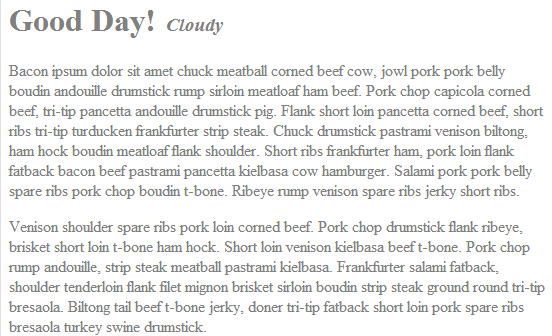 Good Day! Cloudy
Bacon ipsum dolor sit amet chuck meatball corned beef cow, jowl pork pork belly
boudin andouille drumstick rump sirloin meatloaf ham beef. Pork chop capicola corned
beef, tri-tip pancetta andouille drumstick pig. Flank short loin pancetta corned beef, short
ribs tri-tip turducken frankfurter strip steak. Chuck drumstick pastrami venison biltong,
ham hock boudin meatloaf flank shoulder. Short ribs frankfurter ham, pork loin flank
fatback bacon beef pastrami pancetta kielbasa cow hamburger. Salami pork pork belly
spare ribs pork chop boudin t-bone. Ribeye rump venison spare ribs jerky short ribs.
Venison shoulder spare ribs pork loin corned beef. Pork chop drumstick flank ribeye,
brisket short loin t-bone ham hock. Short loin venison kielbasa beef t-bone. Pork chop
rump andouille, strip steak meatball pastrami kielbasa. Frankfurter salami fatback,
shoulder tenderloin flank filet mignon brisket sirloin boudin strip steak ground round tri-tip
bresaola. Biltong tail beef t-bone jerky, doner tri-tip fatback short loin pork spare ribs
bresaola turkey swine drumstick.